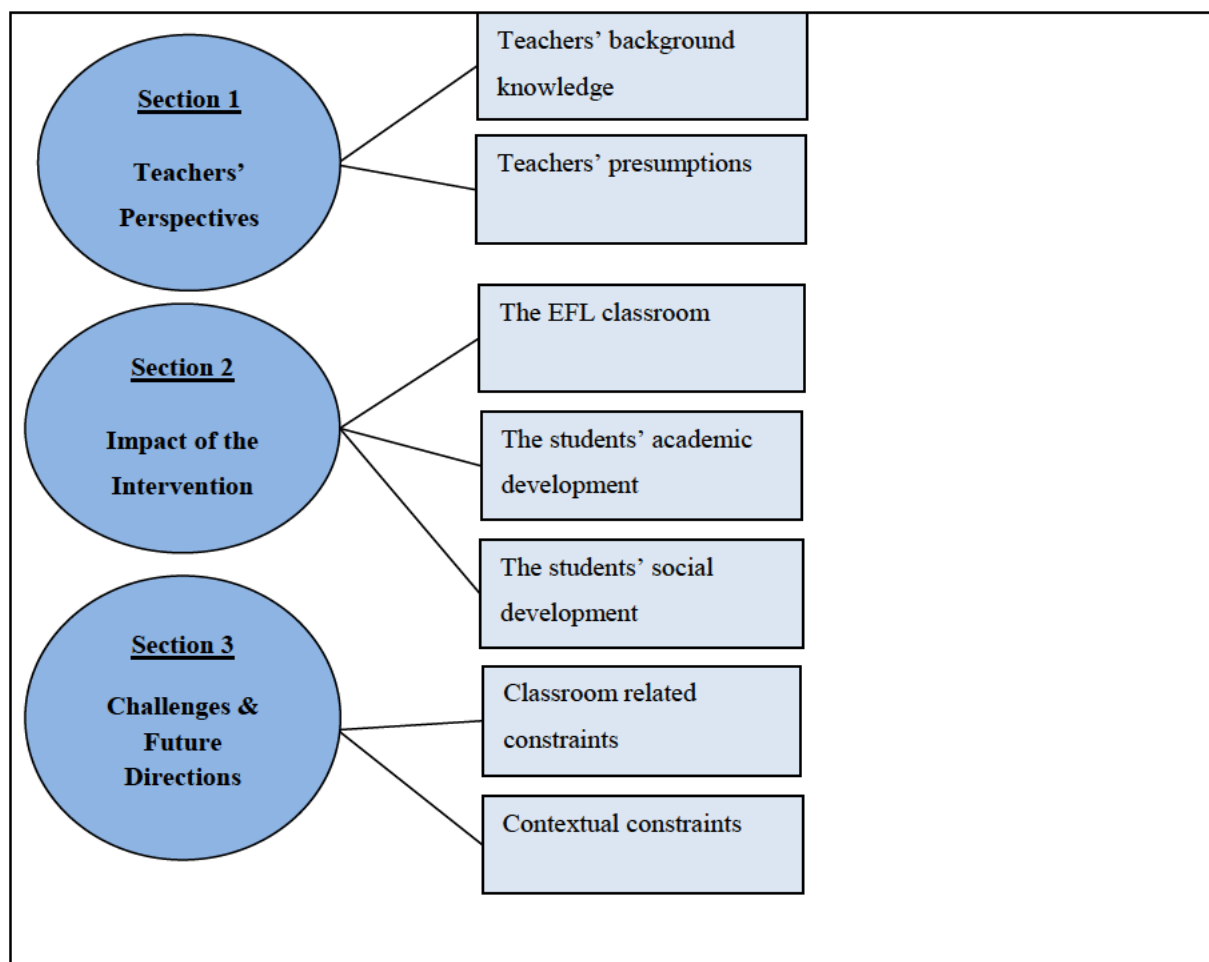 Section 1
Teachers’
Perspectives
Teachers’ background
knowledge
Teachers’ presumptions
Section 2
Impact of the
Intervention
The EFL classroom
The students’ academic
development
The students’ social
development
Section 3
Challenges &
Future
Directions
Classroom related
constraints
Contextual constraints